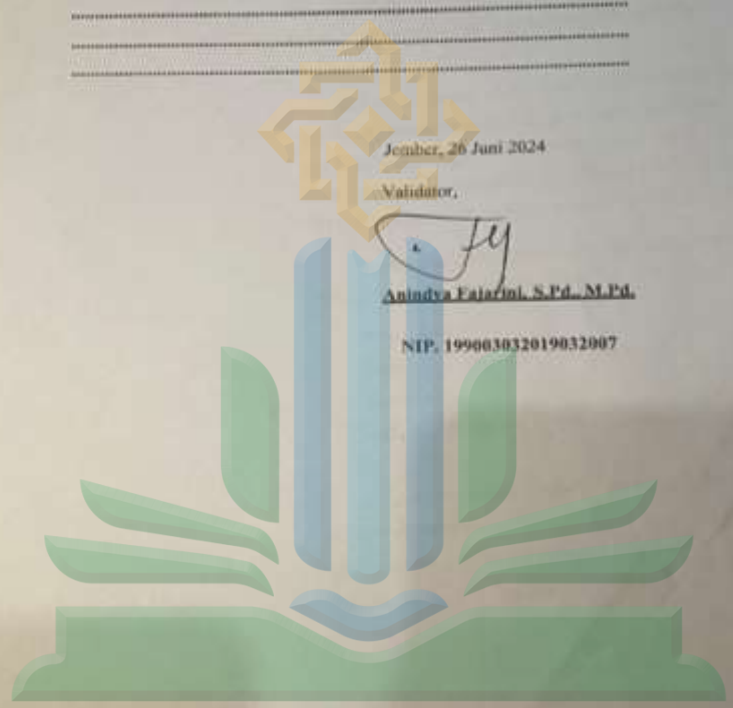 Jember, 26 Juni 2024
Validator,
Anindya Fajarini, S.Pd., M.Pd.
NIP. 199003032019032007